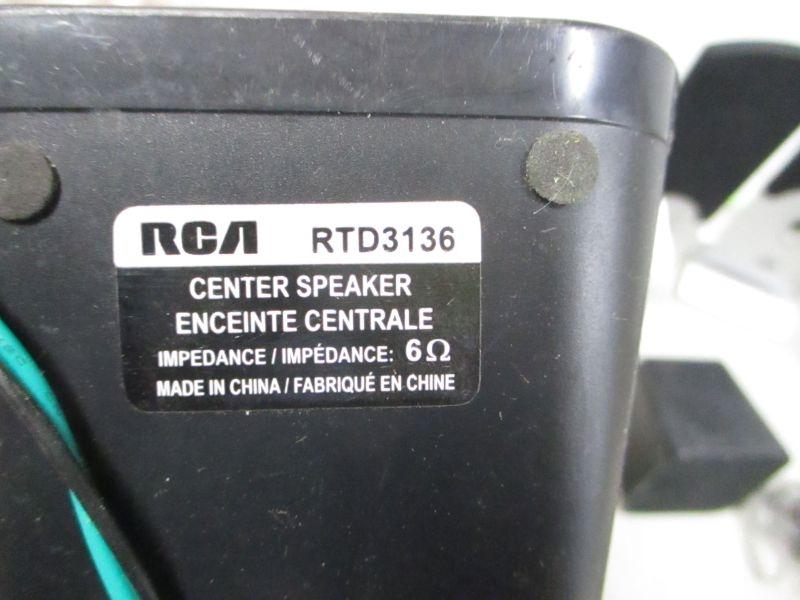 RCA RTD3136
CENTER SPEAKER
ENCEINTE CENTRALE
IMPEDANCE / IMPÉDANCE: 6Ω
MADE IN CHINA / FABRIQUÉ EN CHINE